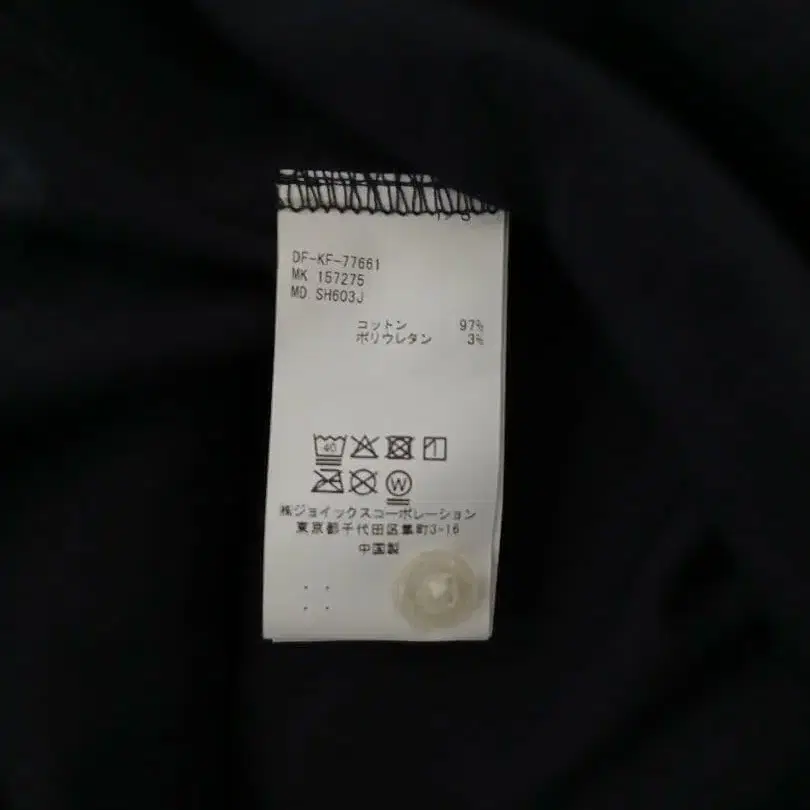 DF-KF-77661
MK 157275
MD SH603J
コットン 97%
ポリウレタン 3%
40
W
㈱ジョイックスコーポレーション
東京都千代田区麹町3-16
中国製